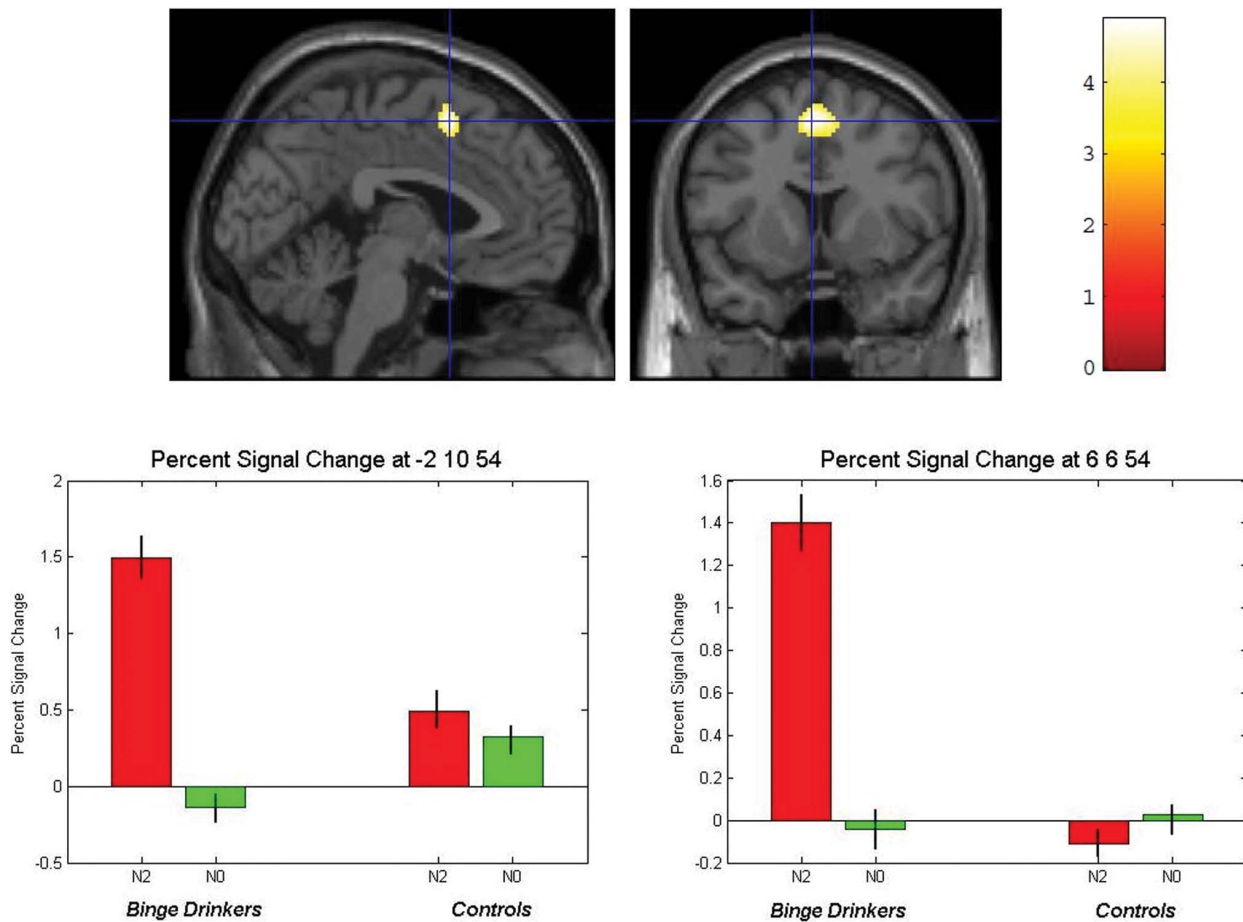 4
3
2
1
0
Percent Signal Change at -2 10 54
Percent Signal Change
2
1.5
1
0.5
0
-0.5
N2 N0 N2 N0
Binge Drinkers Controls
Percent Signal Change at 6 6 54
Percent Signal Change
1.6
1.4
1.2
1
0.8
0.6
0.4
0.2
0
-0.2
N2 N0 N2 N0
Binge Drinkers Controls